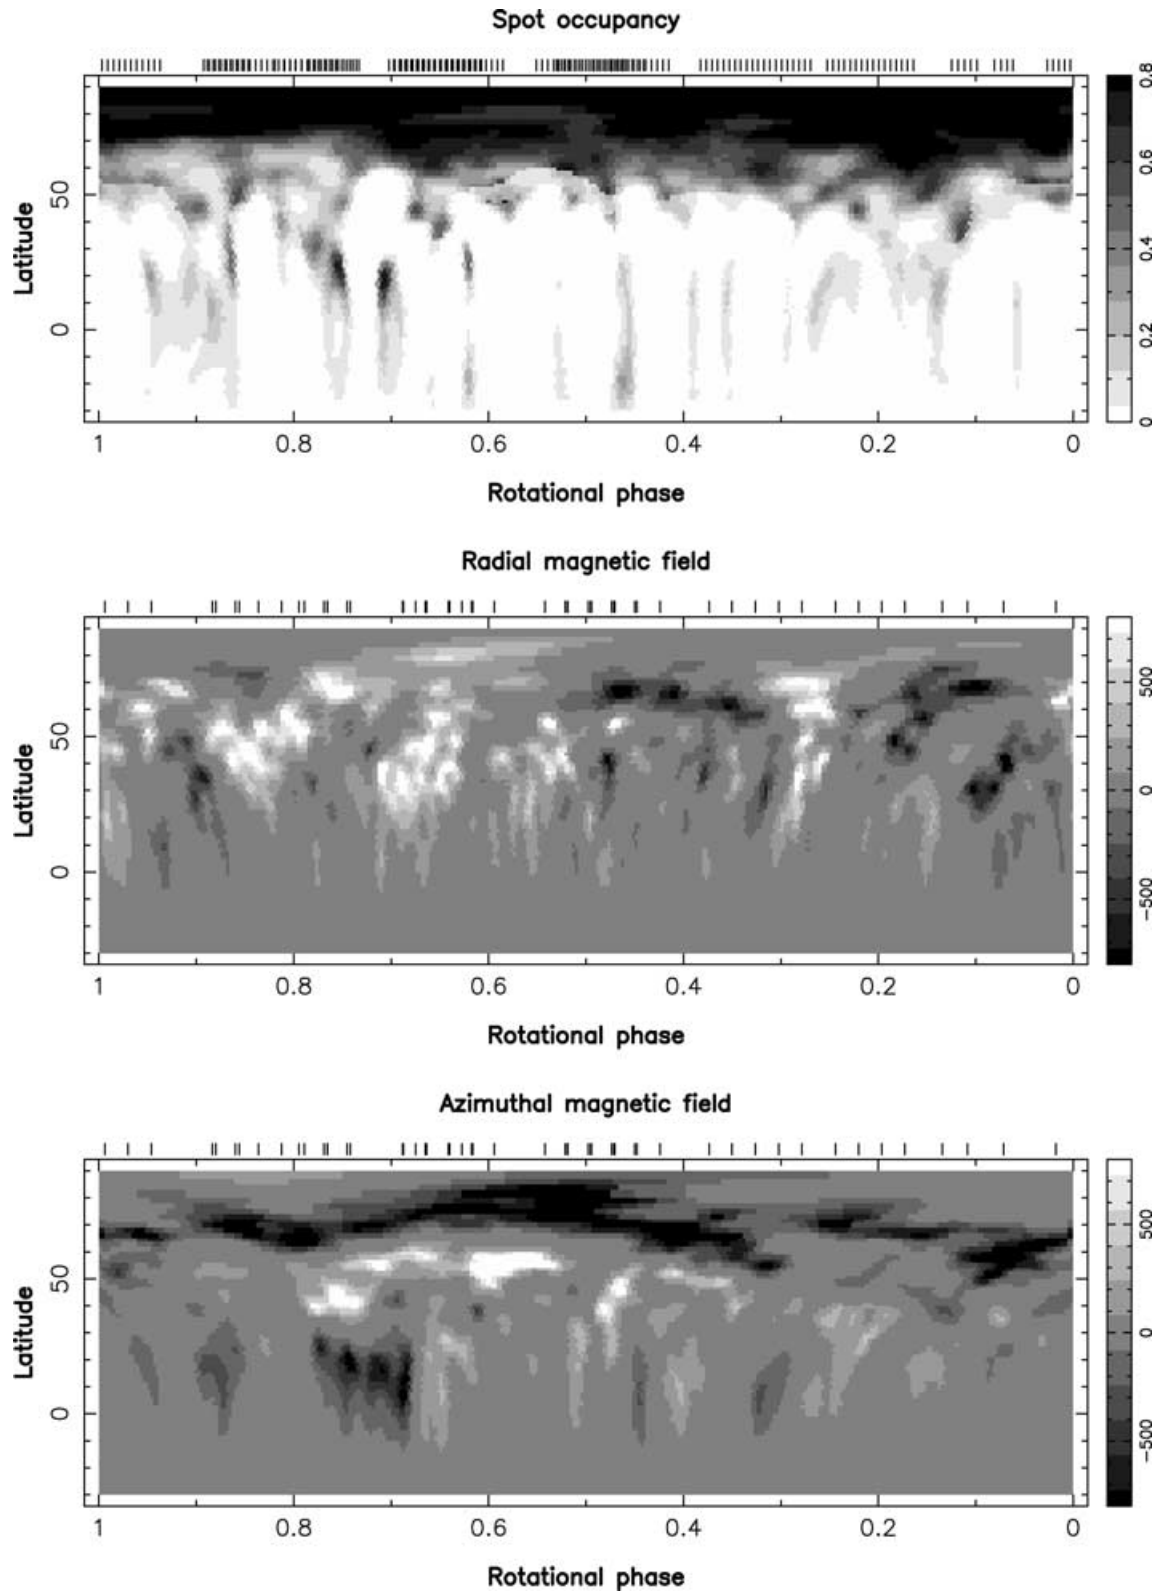 Spot occupancy
Latitude
50
0
1 0.8 0.6 0.4 0.2 0
0 0.2 0.4 0.6 0.8
Rotational phase
Radial magnetic field
Latitude
50
0
1 0.8 0.6 0.4 0.2 0
−500 0 500
Rotational phase
Azimuthal magnetic field
Latitude
50
0
1 0.8 0.6 0.4 0.2 0
−500 0 500
Rotational phase